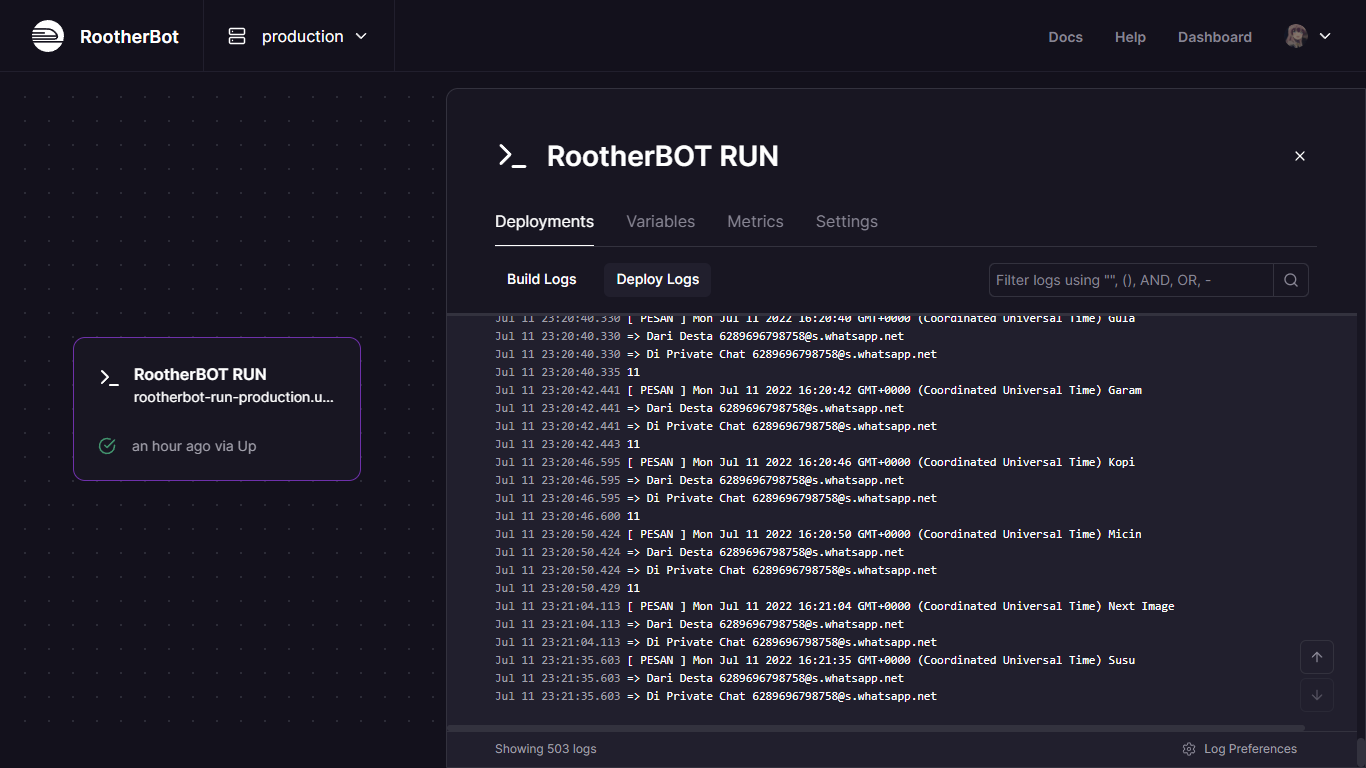 RootherBot
production
Docs
Help
Dashboard
RootherBOT RUN
Deployments
Variables
Metrics
Settings
Build Logs
Deploy Logs
Filter logs using "", (), AND, OR, -
Jul 11 23:20:40.330 [ PESAN ] Mon Jul 11 2022 16:20:40 GMT+0000 (Coordinated Universal Time) Gula
Jul 11 23:20:40.330 => Dari Desta 6289696798758@s.whatsapp.net
Jul 11 23:20:40.330 => Di Private Chat 6289696798758@s.whatsapp.net
Jul 11 23:20:40.335 11
Jul 11 23:20:42.441 [ PESAN ] Mon Jul 11 2022 16:20:42 GMT+0000 (Coordinated Universal Time) Garam
Jul 11 23:20:42.441 => Dari Desta 6289696798758@s.whatsapp.net
Jul 11 23:20:42.441 => Di Private Chat 6289696798758@s.whatsapp.net
Jul 11 23:20:42.443 11
Jul 11 23:20:46.595 [ PESAN ] Mon Jul 11 2022 16:20:46 GMT+0000 (Coordinated Universal Time) Kopi
Jul 11 23:20:46.595 => Dari Desta 6289696798758@s.whatsapp.net
Jul 11 23:20:46.595 => Di Private Chat 6289696798758@s.whatsapp.net
Jul 11 23:20:46.600 11
Jul 11 23:20:50.424 [ PESAN ] Mon Jul 11 2022 16:20:50 GMT+0000 (Coordinated Universal Time) Micin
Jul 11 23:20:50.424 => Dari Desta 6289696798758@s.whatsapp.net
Jul 11 23:20:50.424 => Di Private Chat 6289696798758@s.whatsapp.net
Jul 11 23:20:50.429 11
Jul 11 23:21:04.113 [ PESAN ] Mon Jul 11 2022 16:21:04 GMT+0000 (Coordinated Universal Time) Next Image
Jul 11 23:21:04.113 => Dari Desta 6289696798758@s.whatsapp.net
Jul 11 23:21:04.113 => Di Private Chat 6289696798758@s.whatsapp.net
Jul 11 23:21:35.603 [ PESAN ] Mon Jul 11 2022 16:21:35 GMT+0000 (Coordinated Universal Time) Susu
Jul 11 23:21:35.603 => Dari Desta 6289696798758@s.whatsapp.net
Jul 11 23:21:35.603 => Di Private Chat 6289696798758@s.whatsapp.net
Showing 503 logs
Log Preferences
RootherBOT RUN
rootherbot-run-production.u...
an hour ago via Up